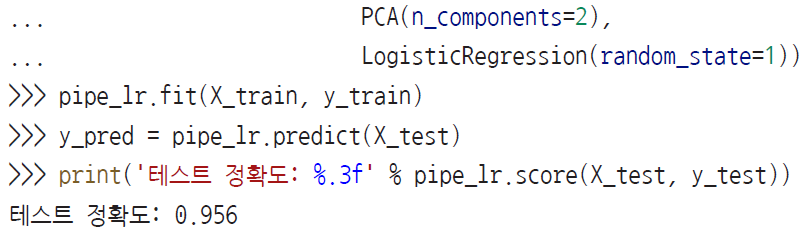 ...                         PCA(n_components=2),
...                         LogisticRegression(random_state=1))
>>> pipe_lr.fit(X_train, y_train)
>>> y_pred = pipe_lr.predict(X_test)
>>> print('테스트 정확도: %.3f' % pipe_lr.score(X_test, y_test))
테스트 정확도: 0.956